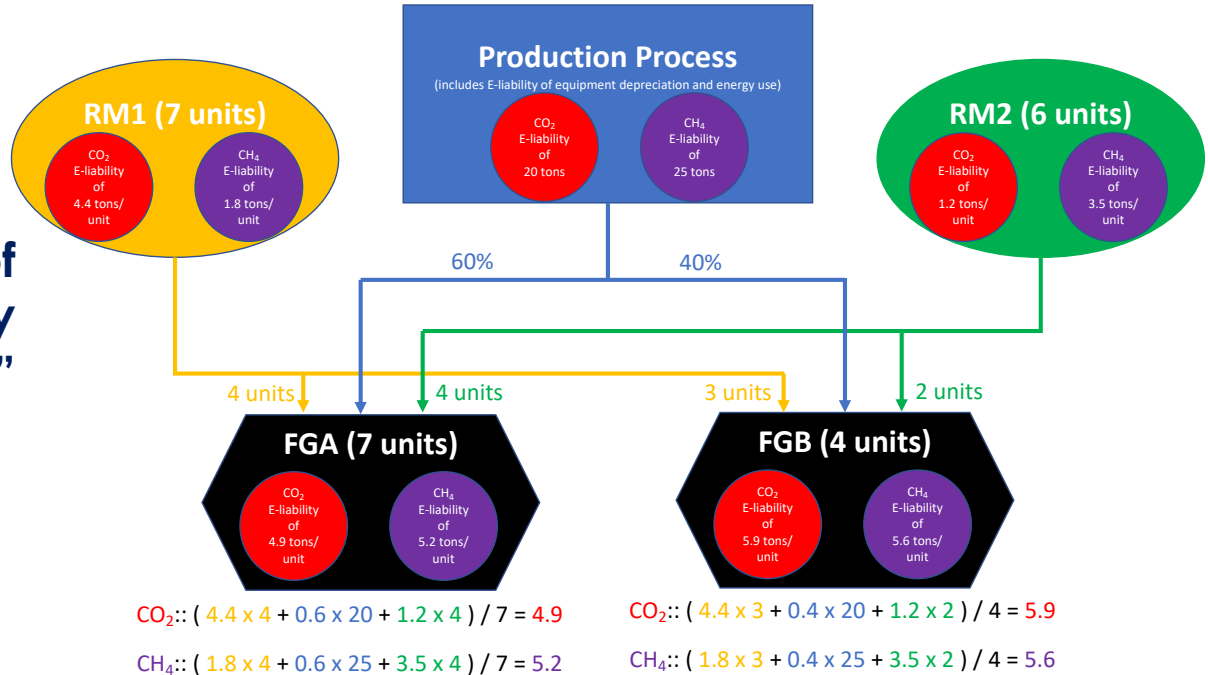 Production Process
(includes E-liability of equipment depreciation and energy use)
CO₂
E-liability
of
20 tons
CH₄
E-liability
of
25 tons
RM1 (7 units)
CO₂
E-liability
of
4.4 tons/
unit
CH₄
E-liability
of
1.8 tons/
unit
RM2 (6 units)
CO₂
E-liability
of
1.2 tons/
unit
CH₄
E-liability
of
3.5 tons/
unit
of
y
”
60%
40%
4 units
4 units
3 units
2 units
FGA (7 units)
CO₂
E-liability
of
4.9 tons/
unit
CH₄
E-liability
of
5.2 tons/
unit
FGB (4 units)
CO₂
E-liability
of
5.9 tons/
unit
CH₄
E-liability
of
5.6 tons/
unit
CO₂:: ( 4.4 x 4 + 0.6 x 20 + 1.2 x 4 ) / 7 = 4.9
CH₄:: ( 1.8 x 4 + 0.6 x 25 + 3.5 x 4 ) / 7 = 5.2
CO₂:: ( 4.4 x 3 + 0.4 x 20 + 1.2 x 2 ) / 4 = 5.9
CH₄:: ( 1.8 x 3 + 0.4 x 25 + 3.5 x 2 ) / 4 = 5.6